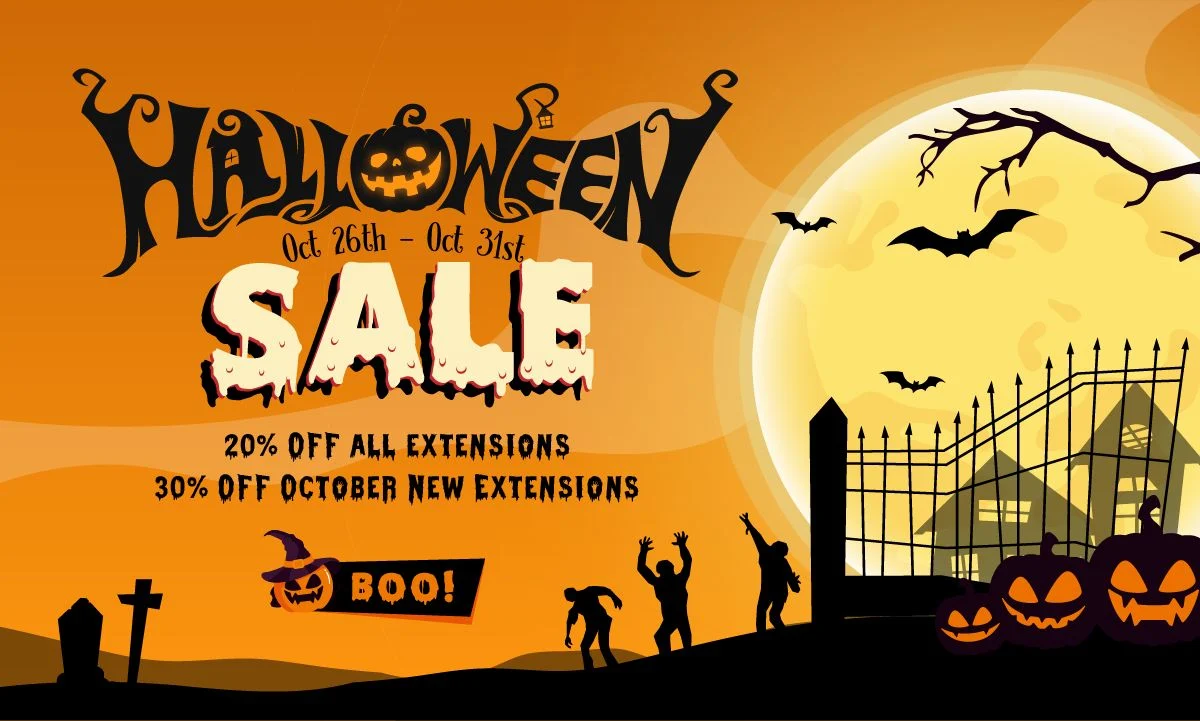 HALLOWEEN
Oct 26th - Oct 31st
SALE
20% OFF ALL EXTENSIONS
30% OFF OCTOBER NEW EXTENSIONS
BOO!